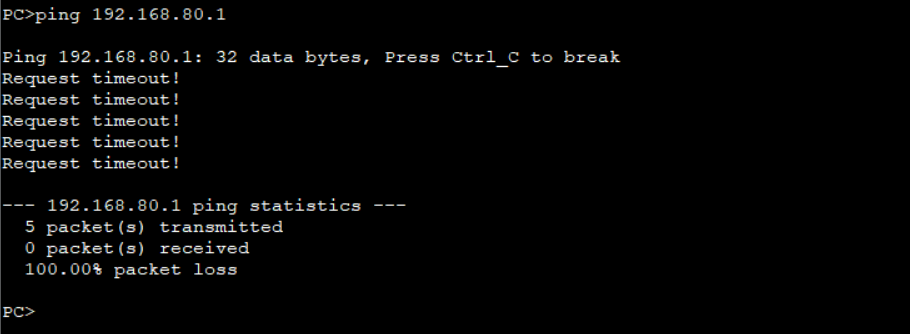 PC>ping 192.168.80.1
Ping 192.168.80.1: 32 data bytes, Press Ctrl_C to break
Request timeout!
Request timeout!
Request timeout!
Request timeout!
Request timeout!
--- 192.168.80.1 ping statistics ---
  5 packet(s) transmitted
  0 packet(s) received
  100.00% packet loss
PC>